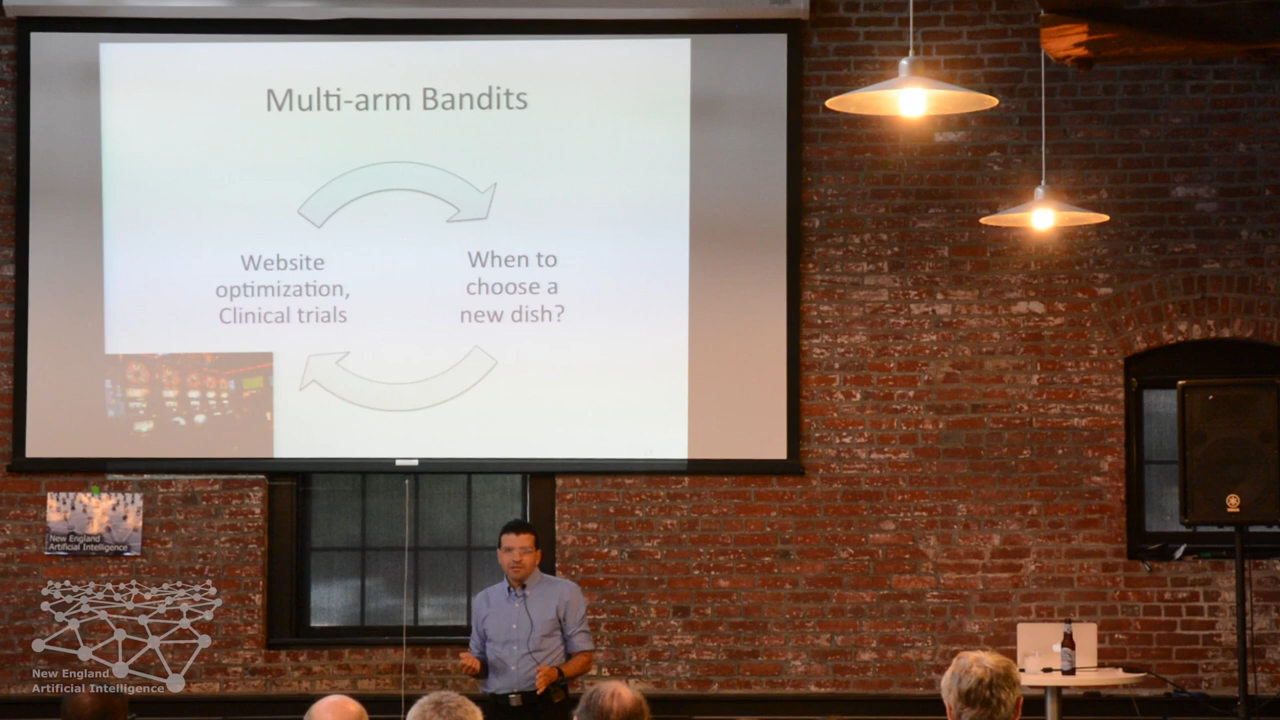 Multi-arm Bandits
Website
optimization,
Clinical trials
When to
choose a
new dish?
New England
Artificial Intelligence
New England
Artificial Intelligence